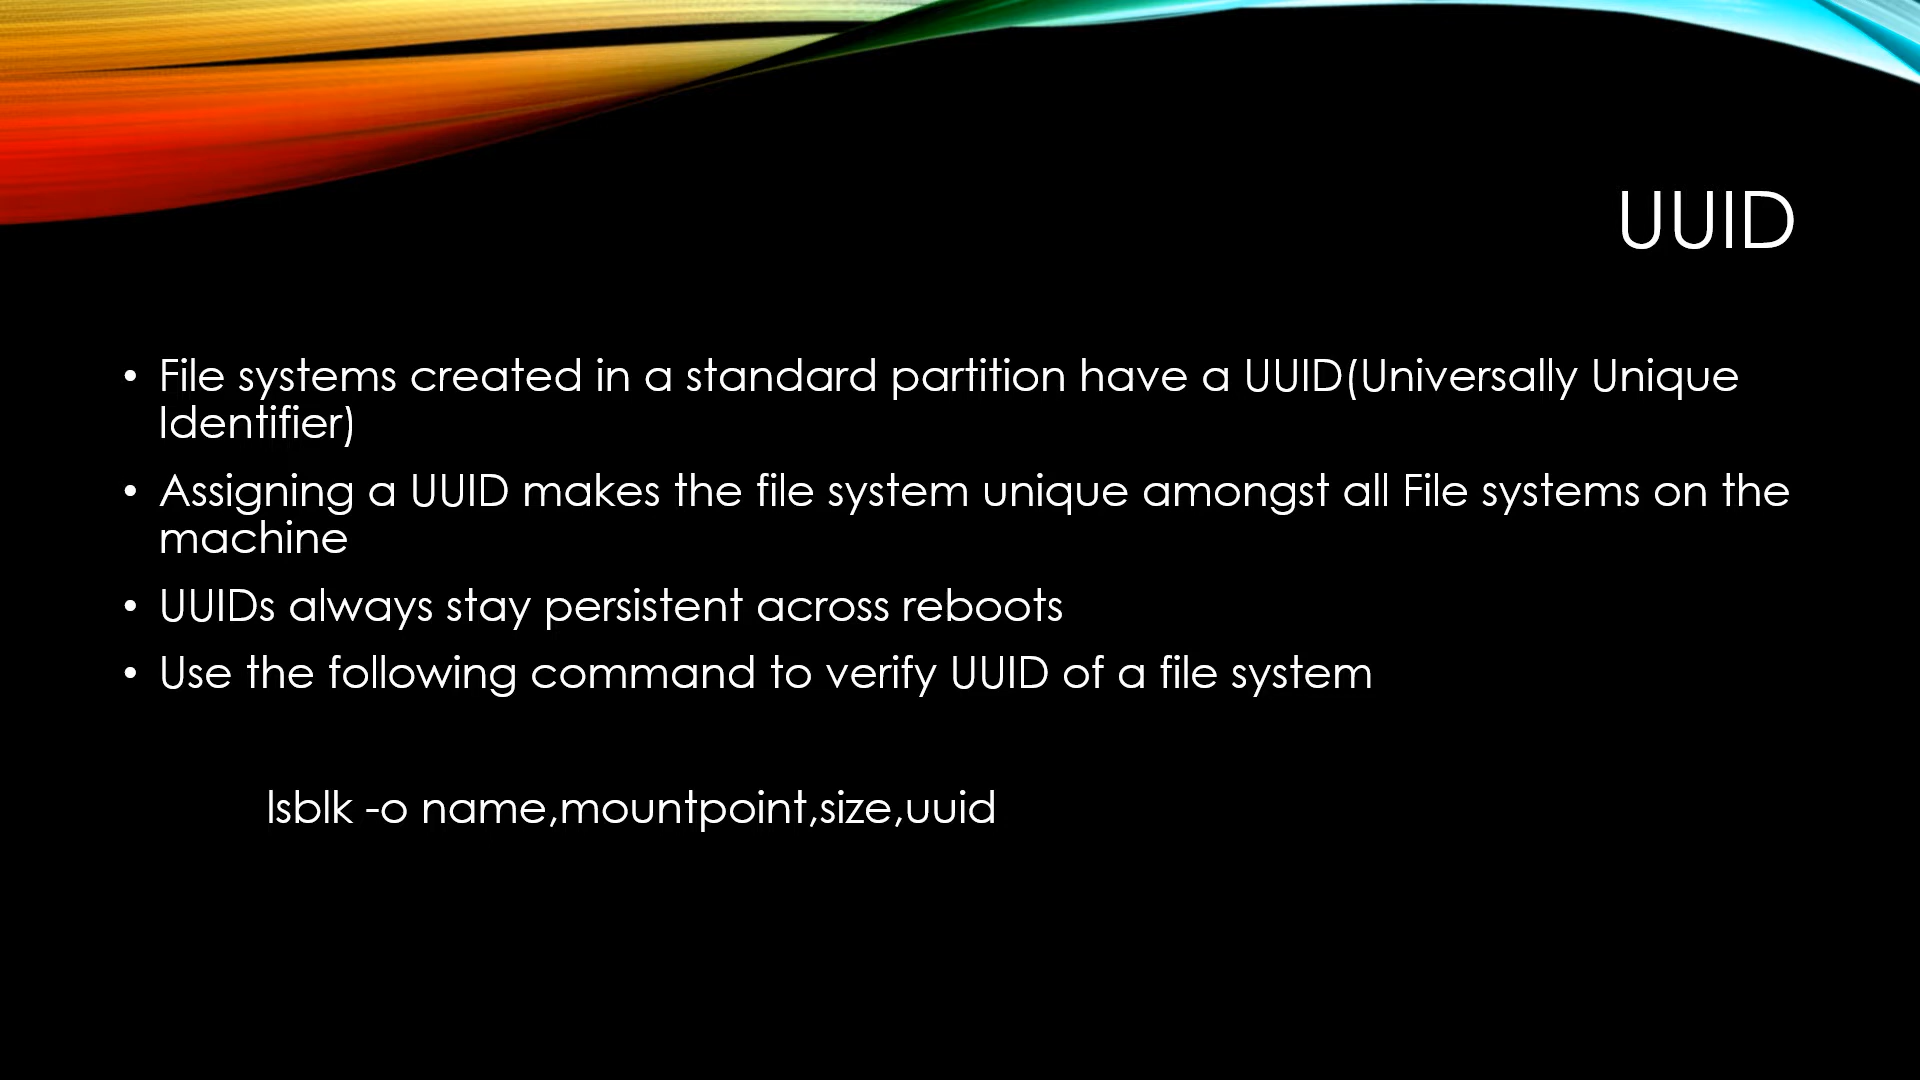 UUID
• File systems created in a standard partition have a UUID(Universally Unique
Identifier)
• Assigning a UUID makes the file system unique amongst all File systems on the
machine
• UUIDs always stay persistent across reboots
• Use the following command to verify UUID of a file system
lsblk -o name,mountpoint,size,uuid